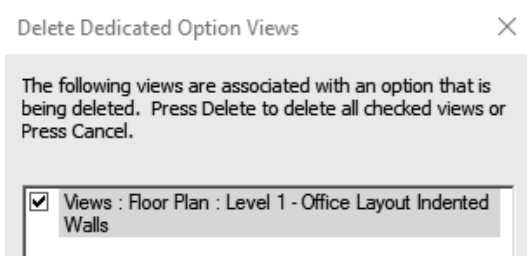 Delete Dedicated Option Views
The following views are associated with an option that is
being deleted. Press Delete to delete all checked views or
Press Cancel.
Views : Floor Plan : Level 1 - Office Layout Indented
Walls